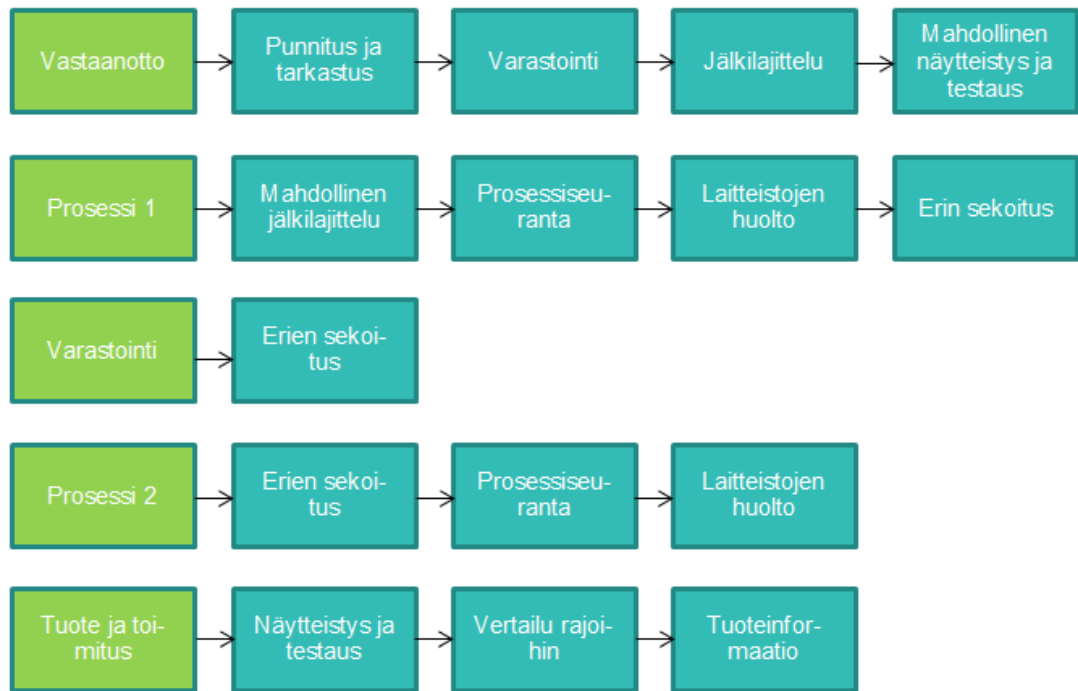 Vastaanotto
Punnitus ja
tarkastus
Varastointi
Jälkilajittelu
Mahdollinen
näytteistys ja
testaus
Prosessi 1
Mahdollinen
jälkilajittelu
Prosessiseu-
ranta
Laitteistojen
huolto
Erin sekoitus
Varastointi
Erien sekoi-
tus
Prosessi 2
Erien sekoi-
tus
Prosessiseu-
ranta
Laitteistojen
huolto
Tuote ja toi-
mitus
Näytteistys ja
testaus
Vertailu rajoi-
hin
Tuoteinfor-
maatio